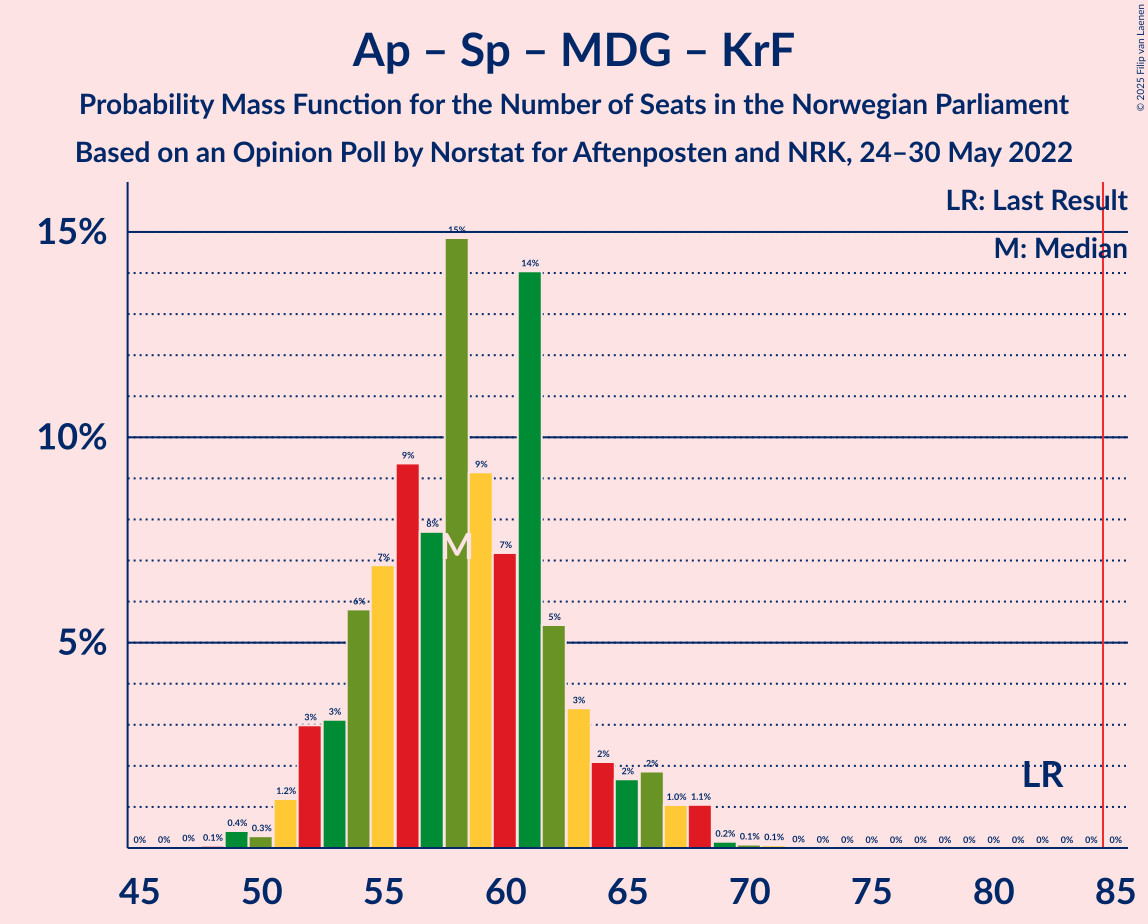 Ap – Sp – MDG – KrF
Probability Mass Function for the Number of Seats in the Norwegian Parliament
Based on an Opinion Poll by Norstat for Aftenposten and NRK, 24–30 May 2022
© 2025 Filip van Laenen
LR: Last Result
M: Median
15%
10%
5%
0% 0% 0% 0.1% 0.4% 0.3% 1.2% 3% 3% 6% 7% 9% 8% 15% 9% 7% 14% 5% 3% 2% 2% 2% 1.0% 1.1% 0.2% 0.1% 0.1% 0% 0% 0% 0% 0% 0% 0% 0% 0% 0% 0% 0% 0% 0%
M
LR
45 50 55 60 65 70 75 80 85